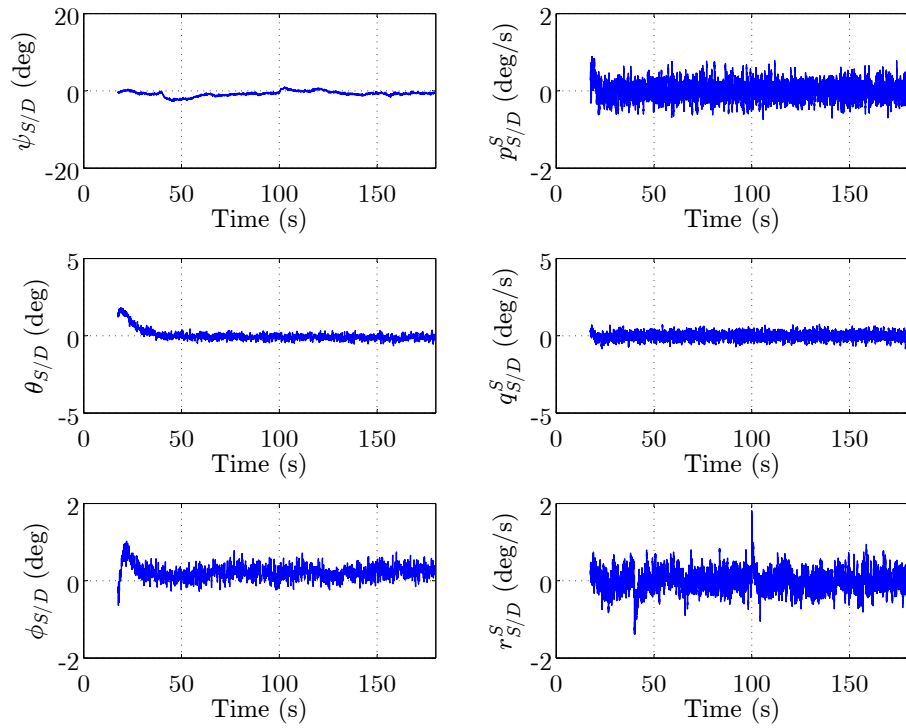 ψ_{S/D} (deg)
20
0
-20
0 50 100 150
Time (s)
p^S_{S/D} (deg/s)
2
0
-2
0 50 100 150
Time (s)
θ_{S/D} (deg)
5
0
-5
0 50 100 150
Time (s)
q^S_{S/D} (deg/s)
5
0
-5
0 50 100 150
Time (s)
ϕ_{S/D} (deg)
2
0
-2
0 50 100 150
Time (s)
r^S_{S/D} (deg/s)
2
0
-2
0 50 100 150
Time (s)